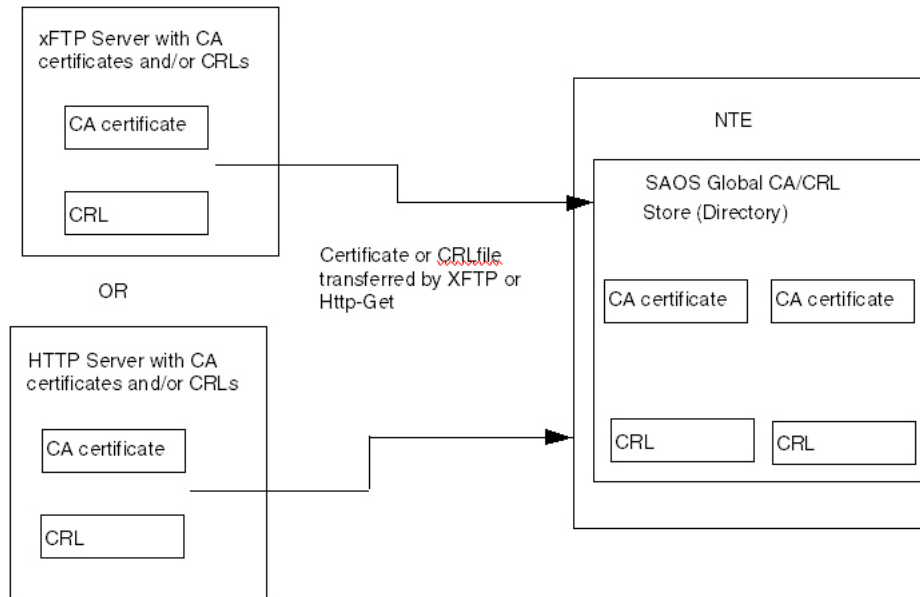 xFTP Server with CA
certificates and/or CRLs
CA certificate
CRL
OR
HTTP Server with CA
certificates and/or CRLs
CA certificate
CRL
Certificate or CRLfile
transferred by XFTP or
Http-Get
NTE
SAOS Global CA/CRL
Store (Directory)
CA certificate
CA certificate
CRL
CRL